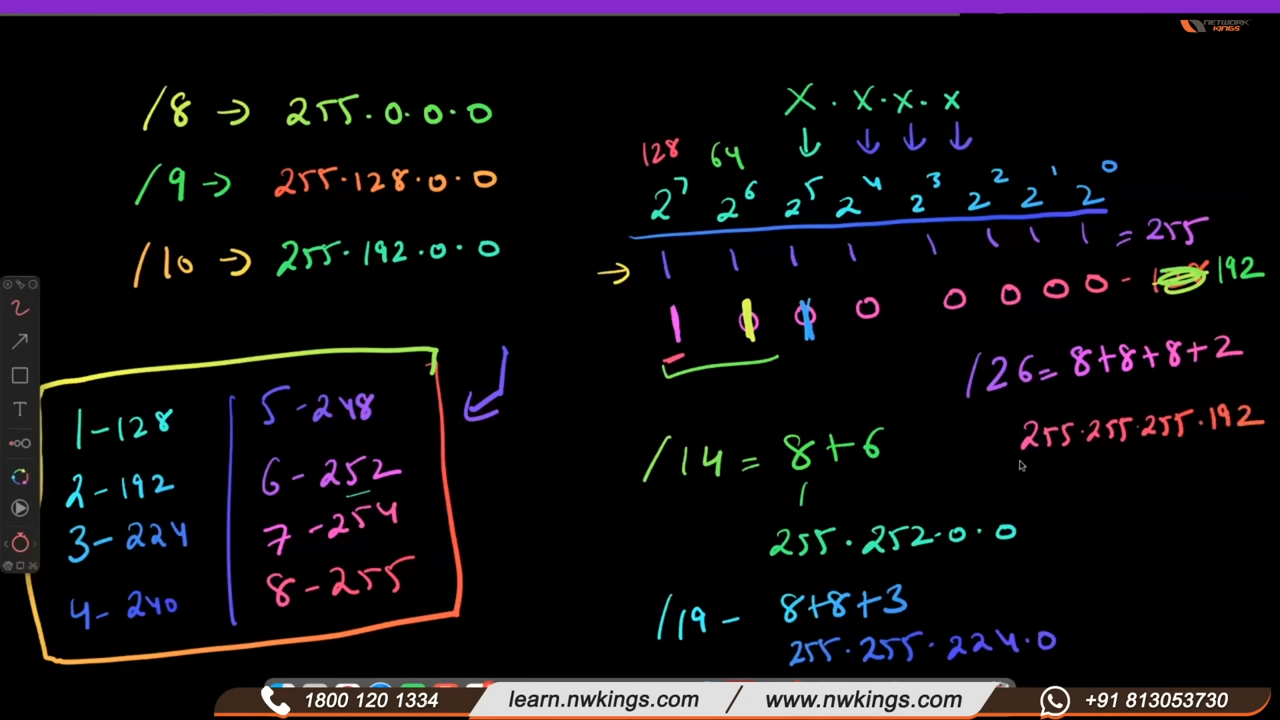 NETWORK
KINGS
/8 → 255.0.0.0
/9 → 255.128.0.0
/10 → 255.192.0.0
1-128
2-192
3-224
4-240
5-248
6-252
7-254
8-255
X.X.X.X
128 64
2⁷ 2⁶ 2⁵ 2⁴ 2³ 2² 2¹ 2⁰
→ 1 1 1 1 1 1 1 1 = 255
1 0 0 0 0 0 0 0 - 192
/26 = 8+8+8+2
255.255.255.192
/14 = 8+6
255.252.0.0
/19 - 8+8+3
255.255.224.0
T
1800 120 1334 learn.nwkings.com / www.nwkings.com +91 813053730